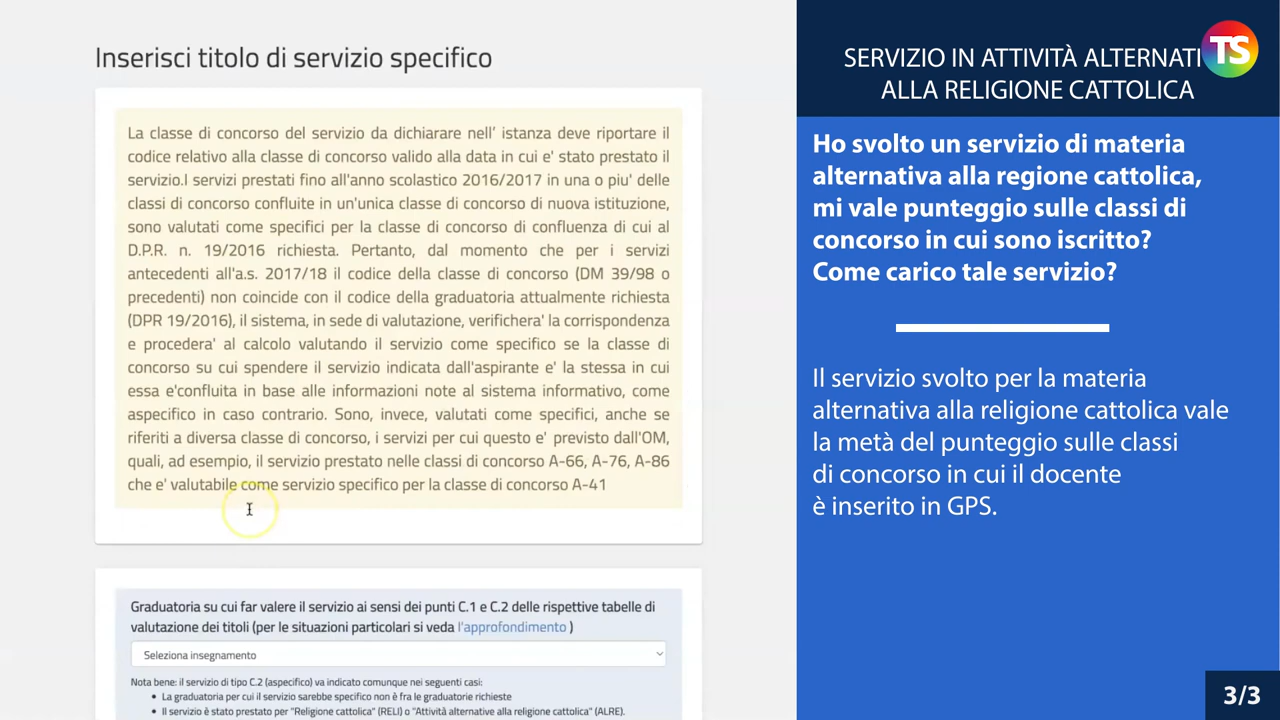 Inserisci titolo di servizio specifico
La classe di concorso del servizio da dichiarare nell' istanza deve riportare il
codice relativo alla classe di concorso valido alla data in cui e' stato prestato il
servizio.I servizi prestati fino all'anno scolastico 2016/2017 in una o piu' delle
classi di concorso confluite in un'unica classe di concorso di nuova istituzione,
sono valutati come specifici per la classe di concorso di confluenza di cui al
D.P.R. n. 19/2016 richiesta. Pertanto, dal momento che per i servizi
antecedenti all'a.s. 2017/18 il codice della classe di concorso (DM 39/98 o
precedenti) non coincide con il codice della graduatoria attualmente richiesta
(DPR 19/2016), il sistema, in sede di valutazione, verifichera' la corrispondenza
e procedera' al calcolo valutando il servizio come specifico se la classe di
concorso su cui spendere il servizio indicata dall'aspirante e' la stessa in cui
essa e'confluita in base alle informazioni note al sistema informativo, come
aspecifico in caso contrario. Sono, invece, valutati come specifici, anche se
riferiti a diversa classe di concorso, i servizi per cui questo e' previsto dall'OM,
quali, ad esempio, il servizio prestato nelle classi di concorso A-66, A-76, A-86
che e' valutabile come servizio specifico per la classe di concorso A-41
Graduatoria su cui far valere il servizio ai sensi dei punti C.1 e C.2 delle rispettive tabelle di
valutazione dei titoli (per le situazioni particolari si veda l'approfondimento )
Seleziona insegnamento
Nota bene: il servizio di tipo C.2 (aspecifico) va indicato comunque nei seguenti casi:
• La graduatoria per cui il servizio sarebbe specifico non è fra le graduatorie richieste
• Il servizio è stato prestato per "Religione cattolica" (RELI) o "Attività alternative alla religione cattolica" (ALRE).
SERVIZIO IN ATTIVITÀ ALTERNATI
ALLA RELIGIONE CATTOLICA
TS
Ho svolto un servizio di materia
alternativa alla regione cattolica,
mi vale punteggio sulle classi di
concorso in cui sono iscritto?
Come carico tale servizio?
Il servizio svolto per la materia
alternativa alla religione cattolica vale
la metà del punteggio sulle classi
di concorso in cui il docente
è inserito in GPS.
3/3